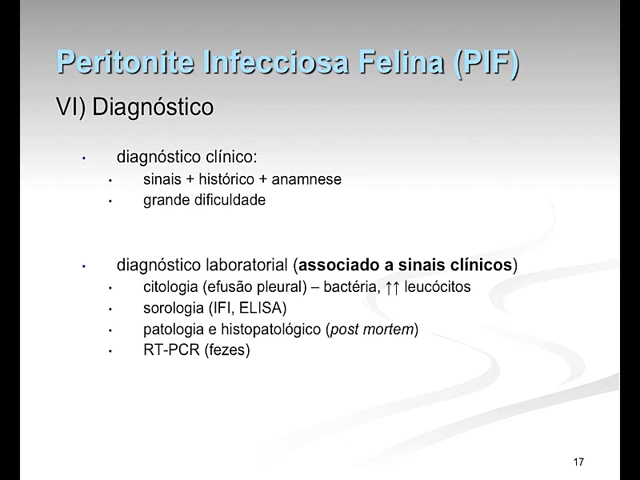 Peritonite Infecciosa Felina (PIF)
VI) Diagnóstico
• diagnóstico clínico:
• sinais + histórico + anamnese
• grande dificuldade
• diagnóstico laboratorial (associado a sinais clínicos)
• citologia (efusão pleural) – bactéria, ↑↑ leucócitos
• sorologia (IFI, ELISA)
• patologia e histopatológico (post mortem)
• RT-PCR (fezes)
17